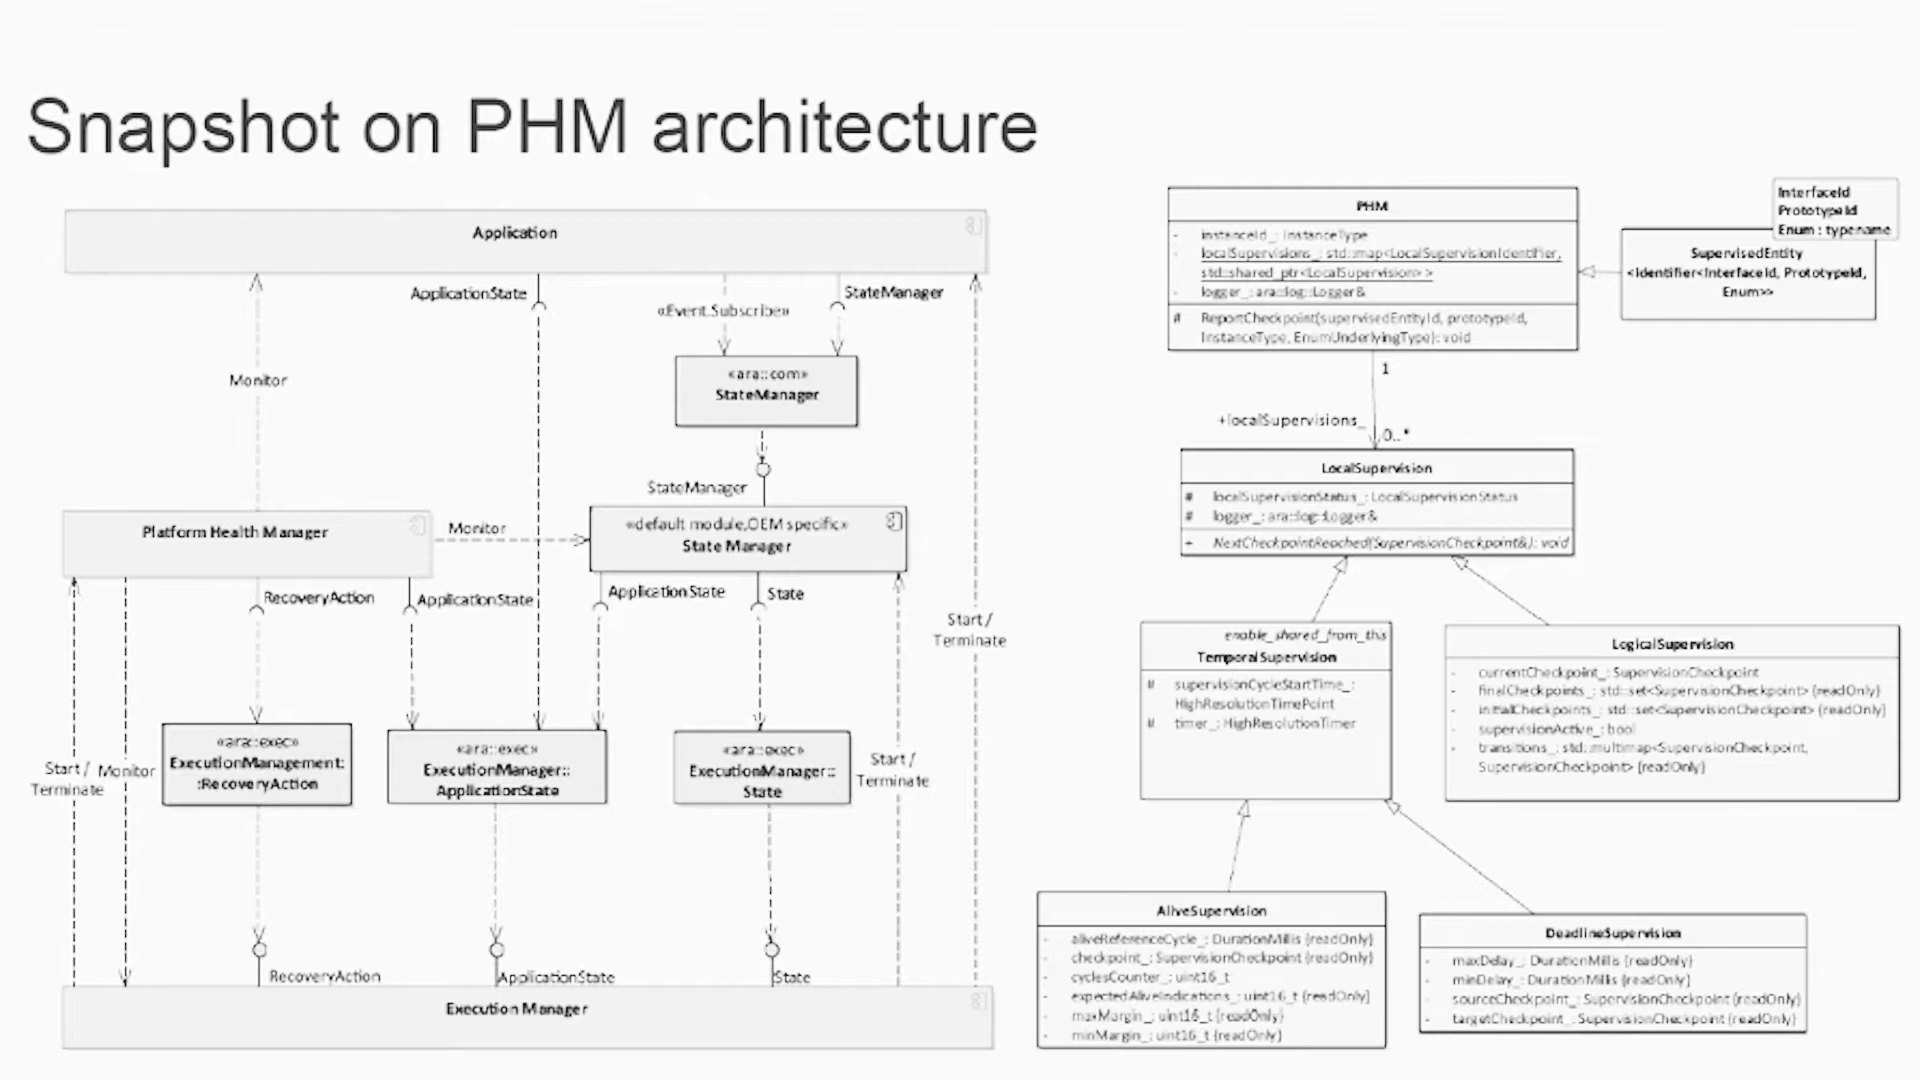 Snapshot on PHM architecture
Application
ApplicationState
«Event.Subscribe»
StateManager
Monitor
«ara::com»
StateManager
StateManager
Platform Health Manager
Monitor
«default module,OEM specific»
State Manager
RecoveryAction
ApplicationState
ApplicationState
State
Start /
Terminate
«ara::exec»
ExecutionManagement:
:RecoveryAction
«ara::exec»
ExecutionManager::
ApplicationState
«ara::exec»
ExecutionManager::
State
Start /
Terminate
Monitor
Start /
Terminate
RecoveryAction
ApplicationState
State
Execution Manager
PHM
- instanceId_: InstanceType
- localSupervisions_: std::map<LocalSupervisionIdentifier,
std::shared_ptr<LocalSupervision> >
- logger_: ara::log::Logger&
# ReportCheckpoint(supervisedEntityId, prototypeId,
InstanceType, EnumUnderlyingType): void
InterfaceId
PrototypeId
Enum : typename
SupervisedEntity
<Identifier<InterfaceId, PrototypeId,
Enum>>
1
+localSupervisions_
0..*
LocalSupervision
# localSupervisionStatus_: LocalSupervisionStatus
# logger_: ara::log::Logger&
+ NextCheckpointReached(SupervisionCheckpoint&): void
enable_shared_from_this
TemporalSupervision
# supervisionCycleStartTime_:
HighResolutionTimePoint
# timer_: HighResolutionTimer
LogicalSupervision
- currentCheckpoint_: SupervisionCheckpoint
- finalCheckpoints_: std::set<SupervisionCheckpoint> {readOnly}
- initialCheckpoints_: std::set<SupervisionCheckpoint> {readOnly}
- supervisionActive_: bool
- transitions_: std::multimap<SupervisionCheckpoint,
SupervisionCheckpoint> {readOnly}
AliveSupervision
- aliveReferenceCycle_: DurationMillis {readOnly}
- checkpoint_: SupervisionCheckpoint {readOnly}
- cyclesCounter_: uint16_t
- expectedAliveIndications_: uint16_t {readOnly}
- maxMargin_: uint16_t {readOnly}
- minMargin_: uint16_t {readOnly}
DeadlineSupervision
- maxDelay_: DurationMillis {readOnly}
- minDelay_: DurationMillis {readOnly}
- sourceCheckpoint_: SupervisionCheckpoint {readOnly}
- targetCheckpoint_: SupervisionCheckpoint {readOnly}